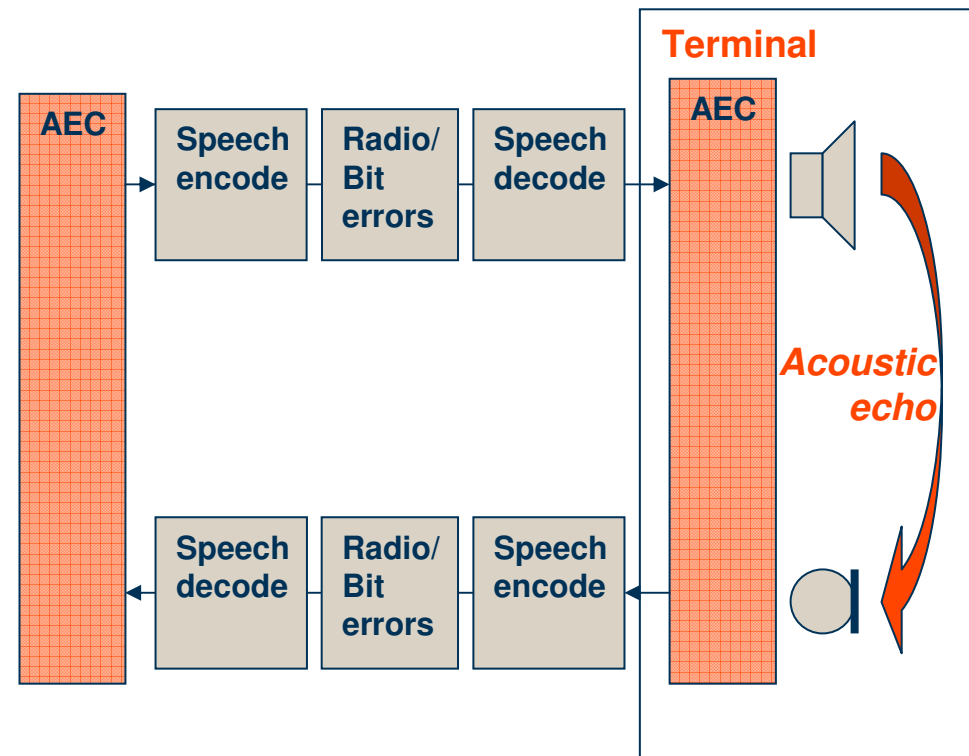 Terminal
AEC
Speech
encode
Radio/
Bit
errors
Speech
decode
AEC
Acoustic
echo
Speech
decode
Radio/
Bit
errors
Speech
encode